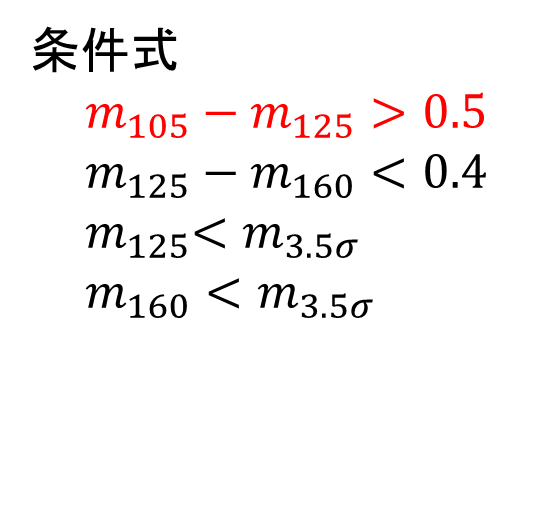 条件式
m₁₀₅ − m₁₂₅ > 0.5
m₁₂₅ − m₁₆₀ < 0.4
m₁₂₅ < m₃.₅σ
m₁₆₀ < m₃.₅σ